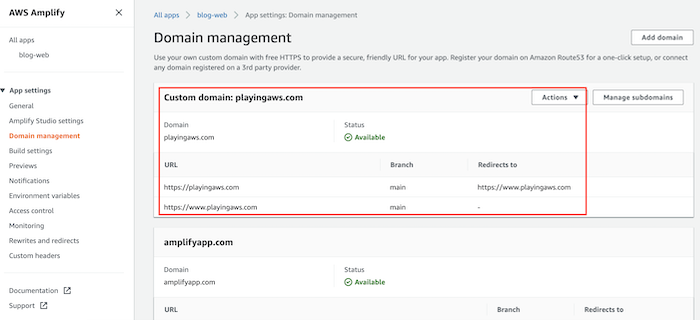 AWS Amplify
All apps
blog-web
App settings
General
Amplify Studio settings
Domain management
Build settings
Previews
Notifications
Environment variables
Access control
Monitoring
Rewrites and redirects
Custom headers
Documentation
Support
All apps > blog-web > App settings: Domain management
Domain management
Add domain
Use your own custom domain with free HTTPS to provide a secure, friendly URL for your app. Register your domain on Amazon Route53 for a one-click setup, or connect
any domain registered on a 3rd party provider.
Custom domain: playingaws.com
Actions
Manage subdomains
Domain Status
playingaws.com Available
URL Branch Redirects to
https://playingaws.com main https://www.playingaws.com
https://www.playingaws.com main -
amplifyapp.com
Domain Status
amplifyapp.com Available
URL Branch Redirects to